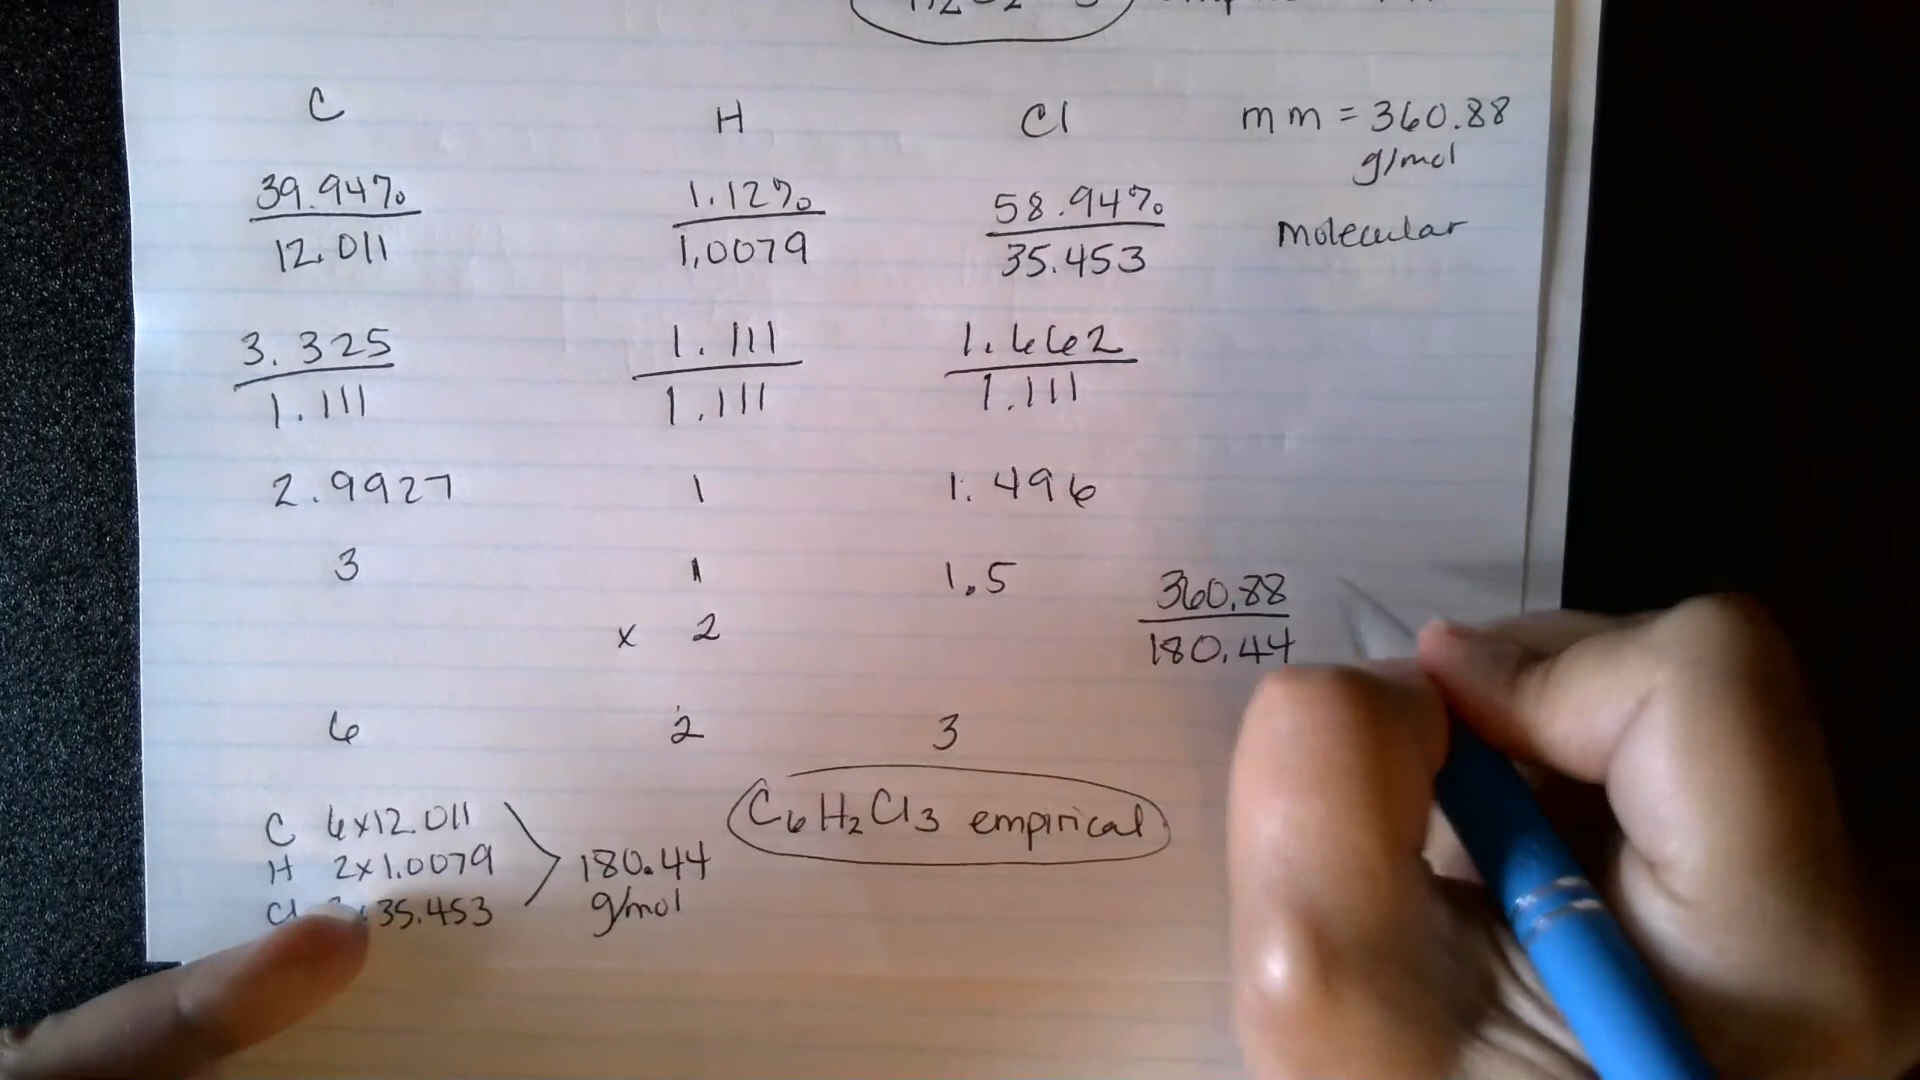 C H Cl mm = 360.88
g/mol
39.94% 1.12% 58.94%
12.011 1.0079 35.453
molecular
3.325 1.111 1.662
1.111 1.111 1.111
2.9927 1 1.496
3 1 1.5
x 2
360.88
180.44
6 2 3
C6H2Cl3 empirical
C 6x12.011
H 2x1.0079
Cl 35.453
180.44
g/mol